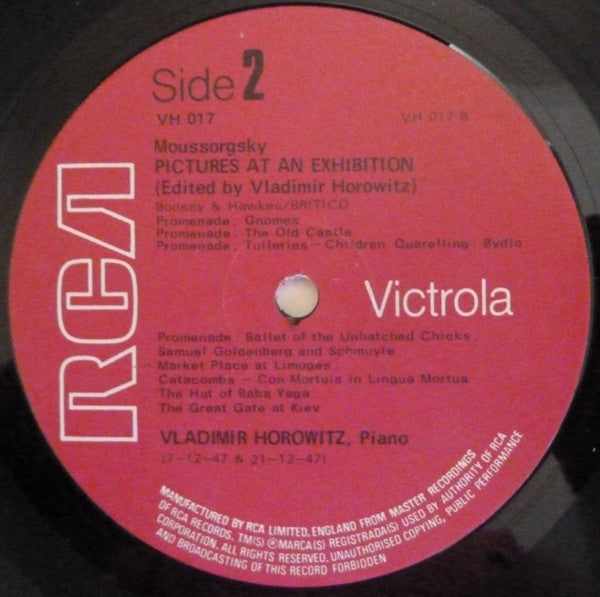 Side 2
VH 017
VH 017 B
Moussorgsky
PICTURES AT AN EXHIBITION
(Edited by Vladimir Horowitz)
Boosey & Hawkes/BRITICO
Promenade: Gnomes
Promenade: The Old Castle
Promenade: Tuileries – Children Quarelling: Bydlo
RCA
Victrola
Promenade: Ballet of the Unhatched Chicks:
Samuel Goldenberg and Schmuyle
Market Place at Limoges:
Catacombs – Con Mortuis in Lingua Mortua
The Hut of Baba Yaga
The Great Gate at Kiev
VLADIMIR HOROWITZ, Piano
(7-12-47 & 21-12-47)
MANUFACTURED BY RCA LIMITED, ENGLAND FROM MASTER RECORDINGS
OF RCA RECORDS. TM(S) ® MARCA(S) REGISTRADA(S) USED BY AUTHORITY OF RCA
CORPORATION. ALL RIGHTS RESERVED. UNAUTHORISED COPYING, PUBLIC PERFORMANCE
AND BROADCASTING OF THIS RECORD FORBIDDEN